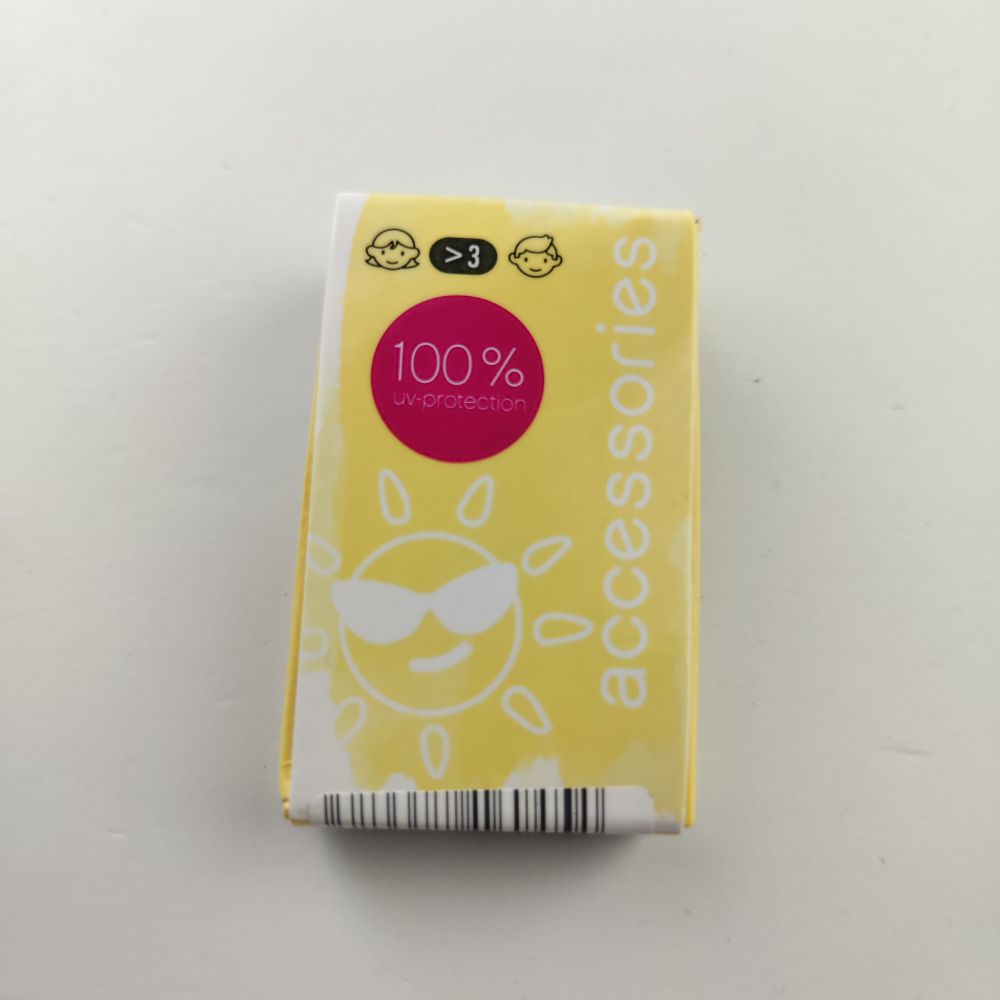 > 3
100 %
uv-protection
accessories